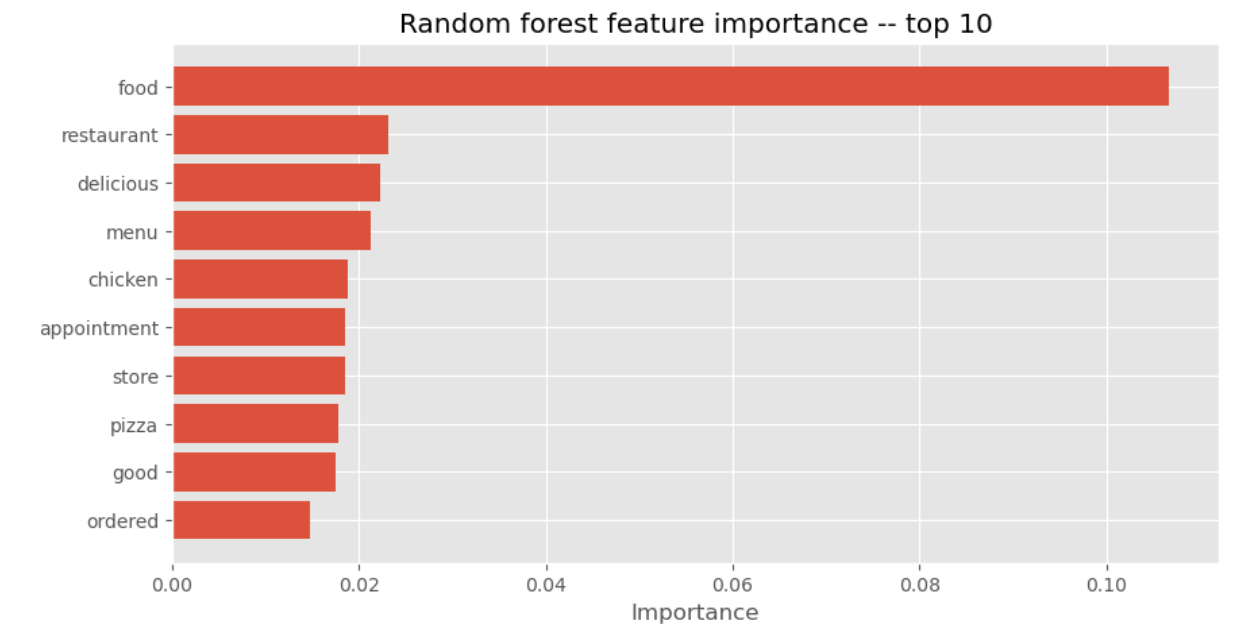 Random forest feature importance -- top 10
food
restaurant
delicious
menu
chicken
appointment
store
pizza
good
ordered
0.00 0.02 0.04 0.06 0.08 0.10
Importance